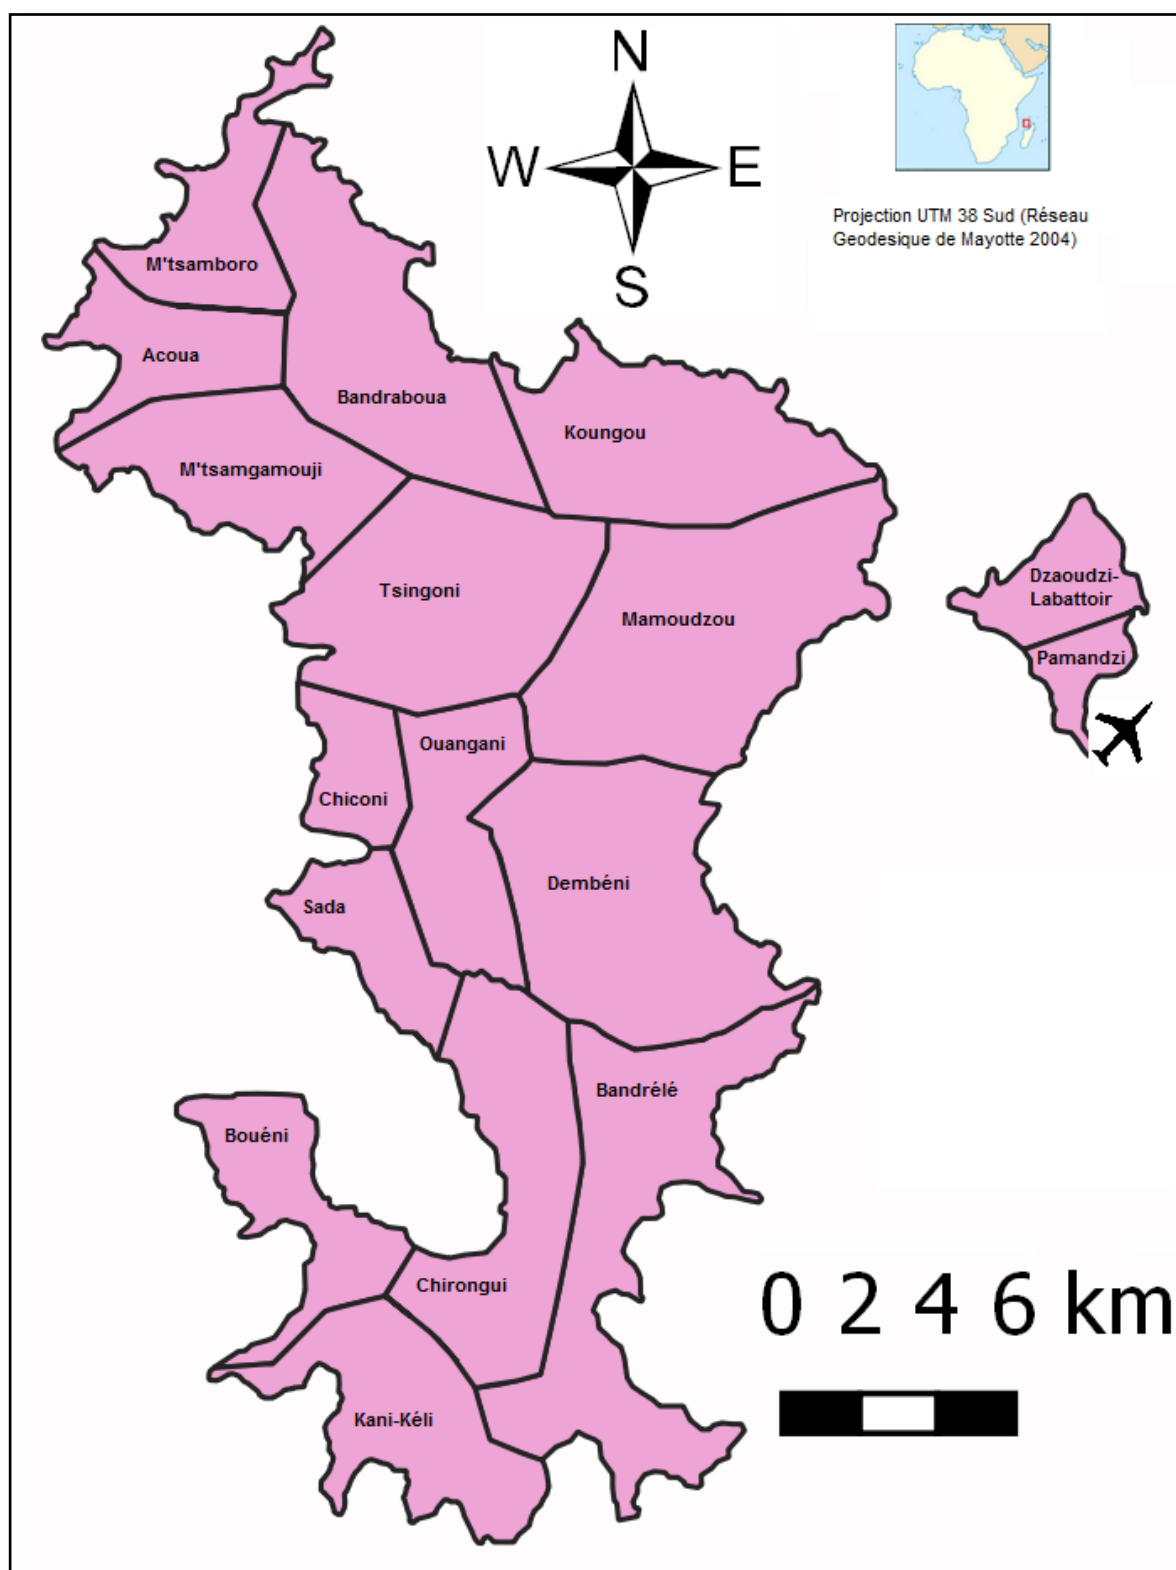 N
W E
S
Projection UTM 38 Sud (Réseau
Geodesique de Mayotte 2004)
M'tsamboro
Acoua
Bandraboua
Koungou
M'tsamgamouji
Tsingoni
Mamoudzou
Dzaoudzi-
Labattoir
Pamandzi
Ouangani
Chiconi
Dembéni
Sada
Bandrélé
Bouéni
Chirongui
0 2 4 6 km
Kani-Kéli